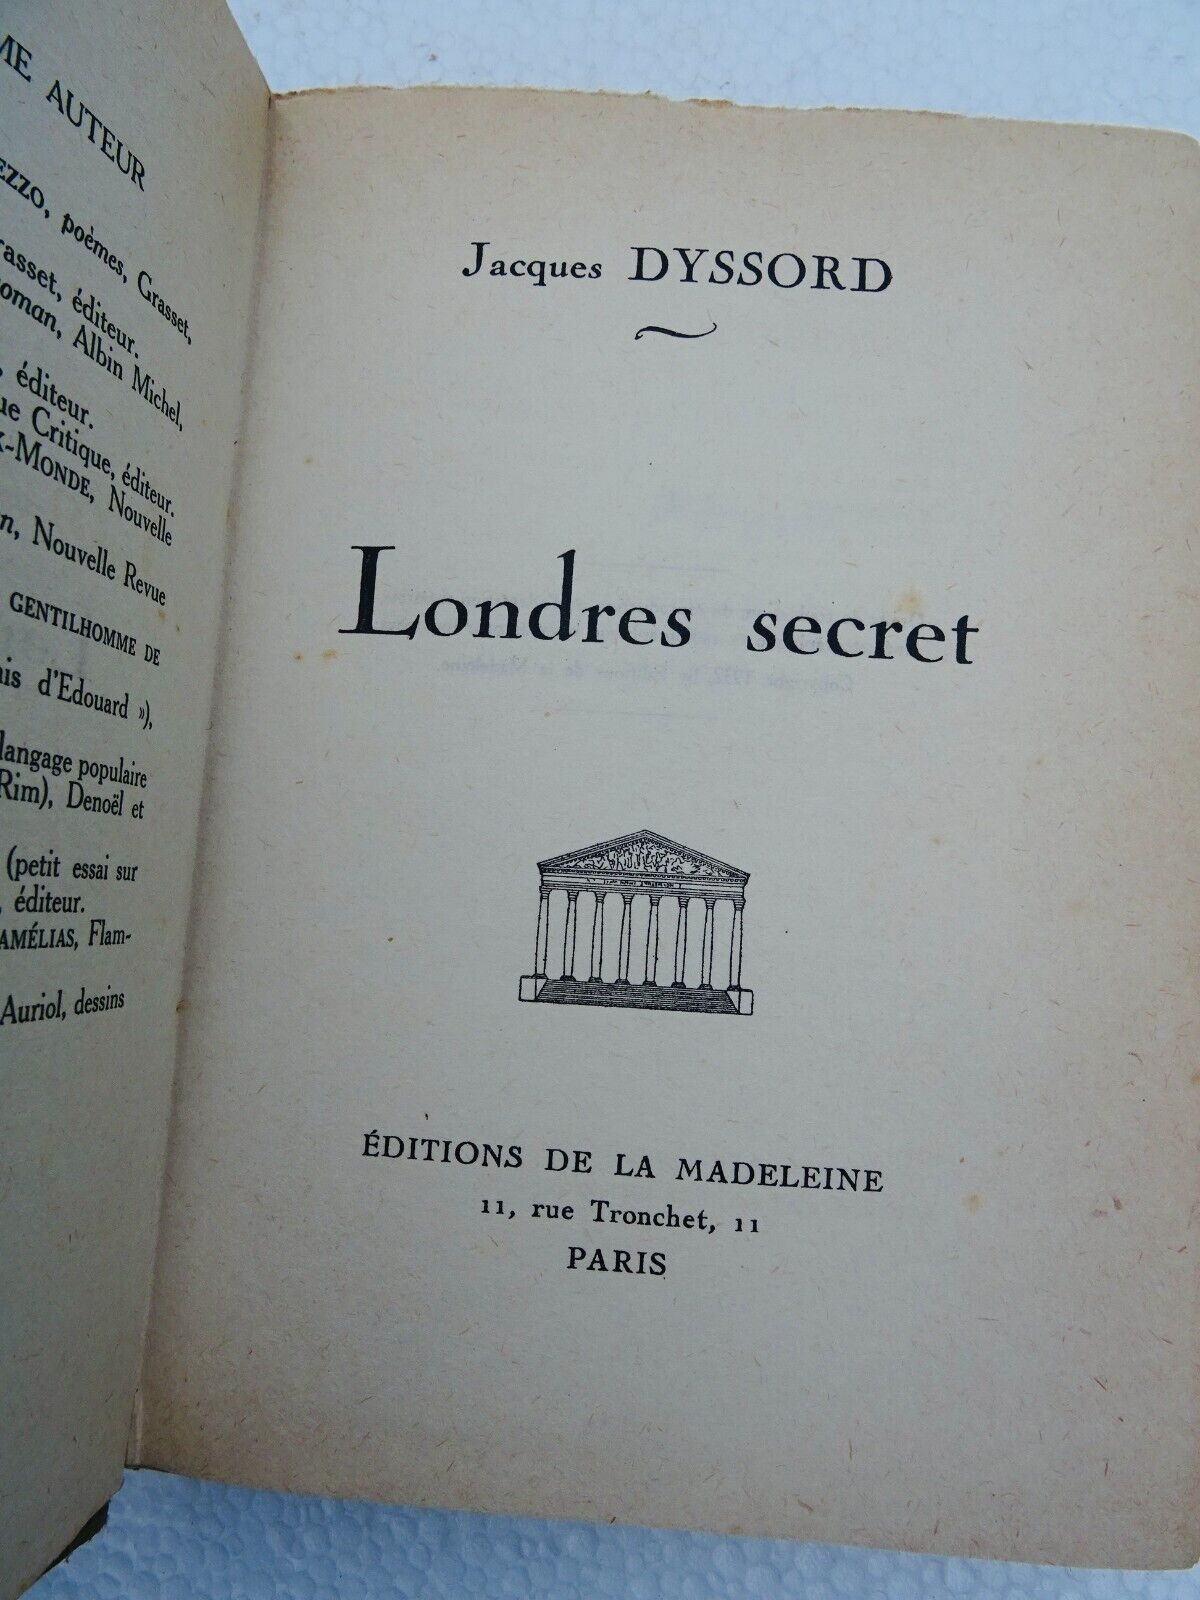 ME AUTEUR
EZZO, poèmes, Grasset,
rasset, éditeur.
oman, Albin Michel,
, éditeur.
ue Critique, éditeur.
x-MONDE, Nouvelle
n, Nouvelle Revue
GENTILHOMME DE
is d'Edouard »),
langage populaire
Rim), Denoël et
(petit essai sur
, éditeur.
AMÉLIAS, Flam-
Auriol, dessins
Jacques DYSSORD
Londres secret
ÉDITIONS DE LA MADELEINE
11, rue Tronchet, 11
PARIS